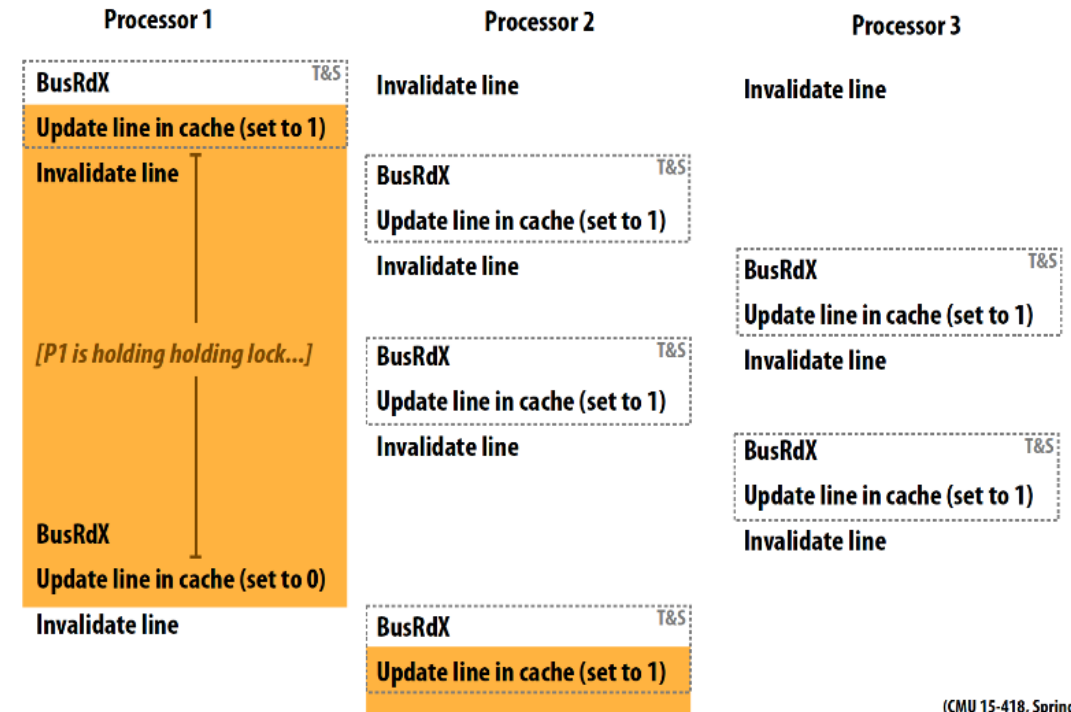 Processor 1
Processor 2
Processor 3
BusRdX
T&S
Update line in cache (set to 1)
Invalidate line
[P1 is holding holding lock...]
BusRdX
Update line in cache (set to 0)
Invalidate line
Invalidate line
BusRdX
T&S
Update line in cache (set to 1)
Invalidate line
BusRdX
T&S
Update line in cache (set to 1)
Invalidate line
BusRdX
T&S
Update line in cache (set to 1)
Invalidate line
BusRdX
T&S
Update line in cache (set to 1)
Invalidate line
BusRdX
T&S
Update line in cache (set to 1)
Invalidate line
(CMU 15-418, Spring